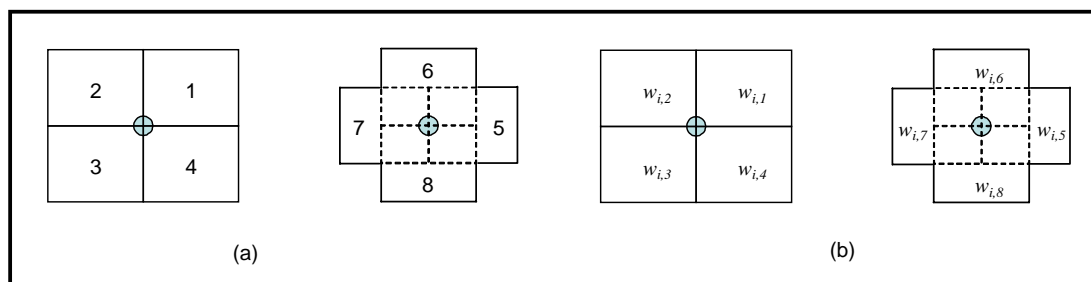 2 1
3 4
(a)
6
7 5
8
w_{i,2} w_{i,1}
w_{i,3} w_{i,4}
w_{i,6}
w_{i,7} w_{i,5}
w_{i,8}
(b)